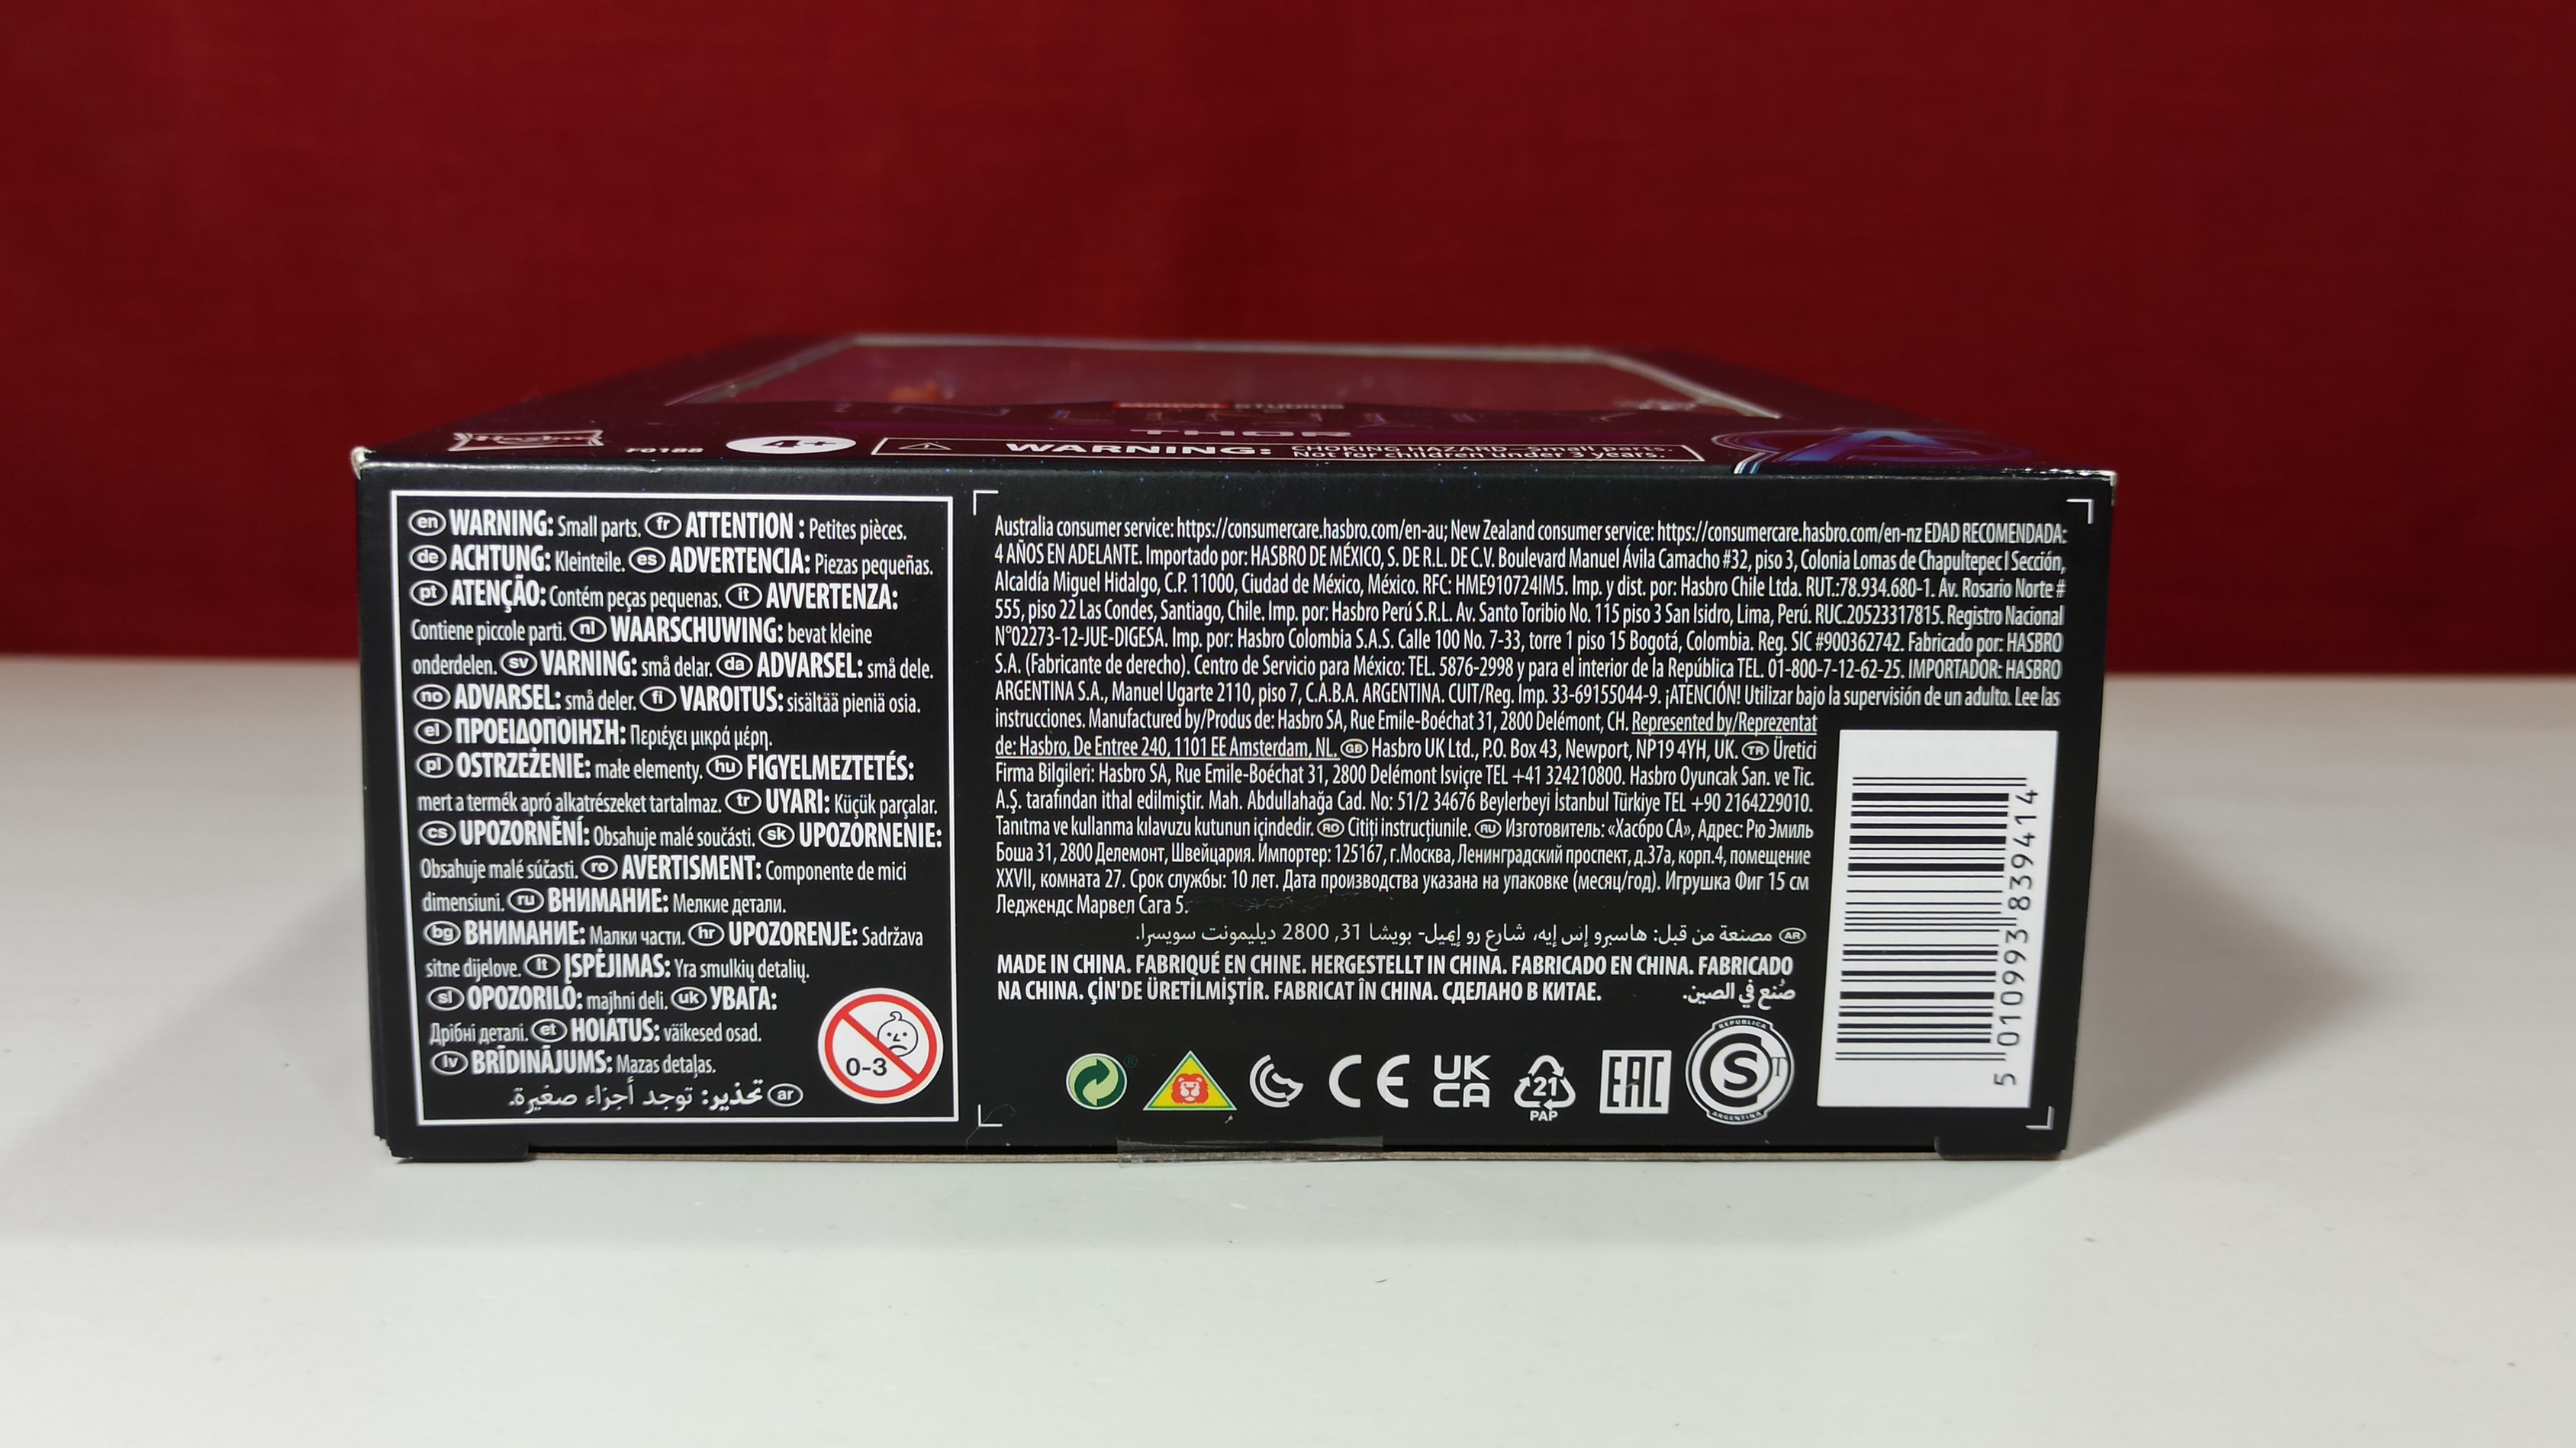 Hasbro
F0188
4+
WARNING: CHOKING HAZARD–Small parts.
Not for children under 3 years.
STUDIOS
THOR
en WARNING: Small parts. fr ATTENTION : Petites pièces.
de ACHTUNG: Kleinteile. es ADVERTENCIA: Piezas pequeñas.
pt ATENÇÃO: Contém peças pequenas. it AVVERTENZA:
Contiene piccole parti. nl WAARSCHUWING: bevat kleine
onderdelen. sv VARNING: små delar. da ADVARSEL: små dele.
no ADVARSEL: små deler. fi VAROITUS: sisältää pieniä osia.
el ΠΡΟΕΙΔΟΠΟΙΗΣΗ: Περιέχει μικρά μέρη.
pl OSTRZEŻENIE: małe elementy. hu FIGYELMEZTETÉS:
mert a termék apró alkatrészeket tartalmaz. tr UYARI: Küçük parçalar.
cs UPOZORNĚNÍ: Obsahuje malé součásti. sk UPOZORNENIE:
Obsahuje malé súčasti. ro AVERTISMENT: Componente de mici
dimensiuni. ru ВНИМАНИЕ: Мелкие детали.
bg ВНИМАНИЕ: Малки части. hr UPOZORENJE: Sadržava
sitne dijelove. lt ĮSPĖJIMAS: Yra smulkių detalių.
sl OPOZORILO: majhni deli. uk УВАГА:
Дрібні деталі. et HOIATUS: väikesed osad.
lv BRĪDINĀJUMS: Mazas detaļas.
ar تحذير: توجد أجزاء صغيرة.
0-3
Australia consumer service: https://consumercare.hasbro.com/en-au; New Zealand consumer service: https://consumercare.hasbro.com/en-nz EDAD RECOMENDADA:
4 AÑOS EN ADELANTE. Importado por: HASBRO DE MÉXICO, S. DE R.L. DE C.V. Boulevard Manuel Ávila Camacho #32, piso 3, Colonia Lomas de Chapultepec I Sección,
Alcaldía Miguel Hidalgo, C.P. 11000, Ciudad de México, México. RFC: HME910724IM5. Imp. y dist. por: Hasbro Chile Ltda. RUT.:78.934.680-1. Av. Rosario Norte #
555, piso 22 Las Condes, Santiago, Chile. Imp. por: Hasbro Perú S.R.L. Av. Santo Toribio No. 115 piso 3 San Isidro, Lima, Perú. RUC.20523317815. Registro Nacional
N°02273-12-JUE-DIGESA. Imp. por: Hasbro Colombia S.A.S. Calle 100 No. 7-33, torre 1 piso 15 Bogotá, Colombia. Reg. SIC #900362742. Fabricado por: HASBRO
S.A. (Fabricante de derecho). Centro de Servicio para México: TEL. 5876-2998 y para el interior de la República TEL. 01-800-7-12-62-25. IMPORTADOR: HASBRO
ARGENTINA S.A., Manuel Ugarte 2110, piso 7, C.A.B.A. ARGENTINA. CUIT/Reg. Imp. 33-69155044-9. ¡ATENCIÓN! Utilizar bajo la supervisión de un adulto. Lee las
instrucciones. Manufactured by/Produs de: Hasbro SA, Rue Emile-Boéchat 31, 2800 Delémont, CH. Represented by/Reprezentat
de: Hasbro, De Entree 240, 1101 EE Amsterdam, NL. GB Hasbro UK Ltd., P.O. Box 43, Newport, NP19 4YH, UK. TR Üretici
Firma Bilgileri: Hasbro SA, Rue Emile-Boéchat 31, 2800 Delémont Isviçre TEL +41 324210800. Hasbro Oyuncak San. ve Tic.
A.Ş. tarafından ithal edilmiştir. Mah. Abdullahağa Cad. No: 51/2 34676 Beylerbeyi İstanbul Türkiye TEL +90 2164229010.
Tanıtma ve kullanma kılavuzu kutunun içindedir. RO Citiți instrucțiunile. RU Изготовитель: «Хасбро СА», Адрес: Рю Эмиль
Боша 31, 2800 Делемонт, Швейцария. Импортер: 125167, г.Москва, Ленинградский проспект, д.37а, корп.4, помещение
XXVII, комната 27. Срок службы: 10 лет. Дата производства указана на упаковке (месяц/год). Игрушка Фиг 15 см
Леджендс Марвел Сага 5.
AR مصنعة من قبل: هاسبرو إس إيه، شارع رو إيميل- بويشا 31, 2800 ديليمونت سويسرا.
MADE IN CHINA. FABRIQUÉ EN CHINE. HERGESTELLT IN CHINA. FABRICADO EN CHINA. FABRICADO
NA CHINA. ÇİN'DE ÜRETİLMİŞTİR. FABRICAT ÎN CHINA. СДЕЛАНО В КИТАЕ. صُنع في الصين.
CE UK CA 21 PAP EAC REPUBLICA S T ARGENTINA
5 010993 839414